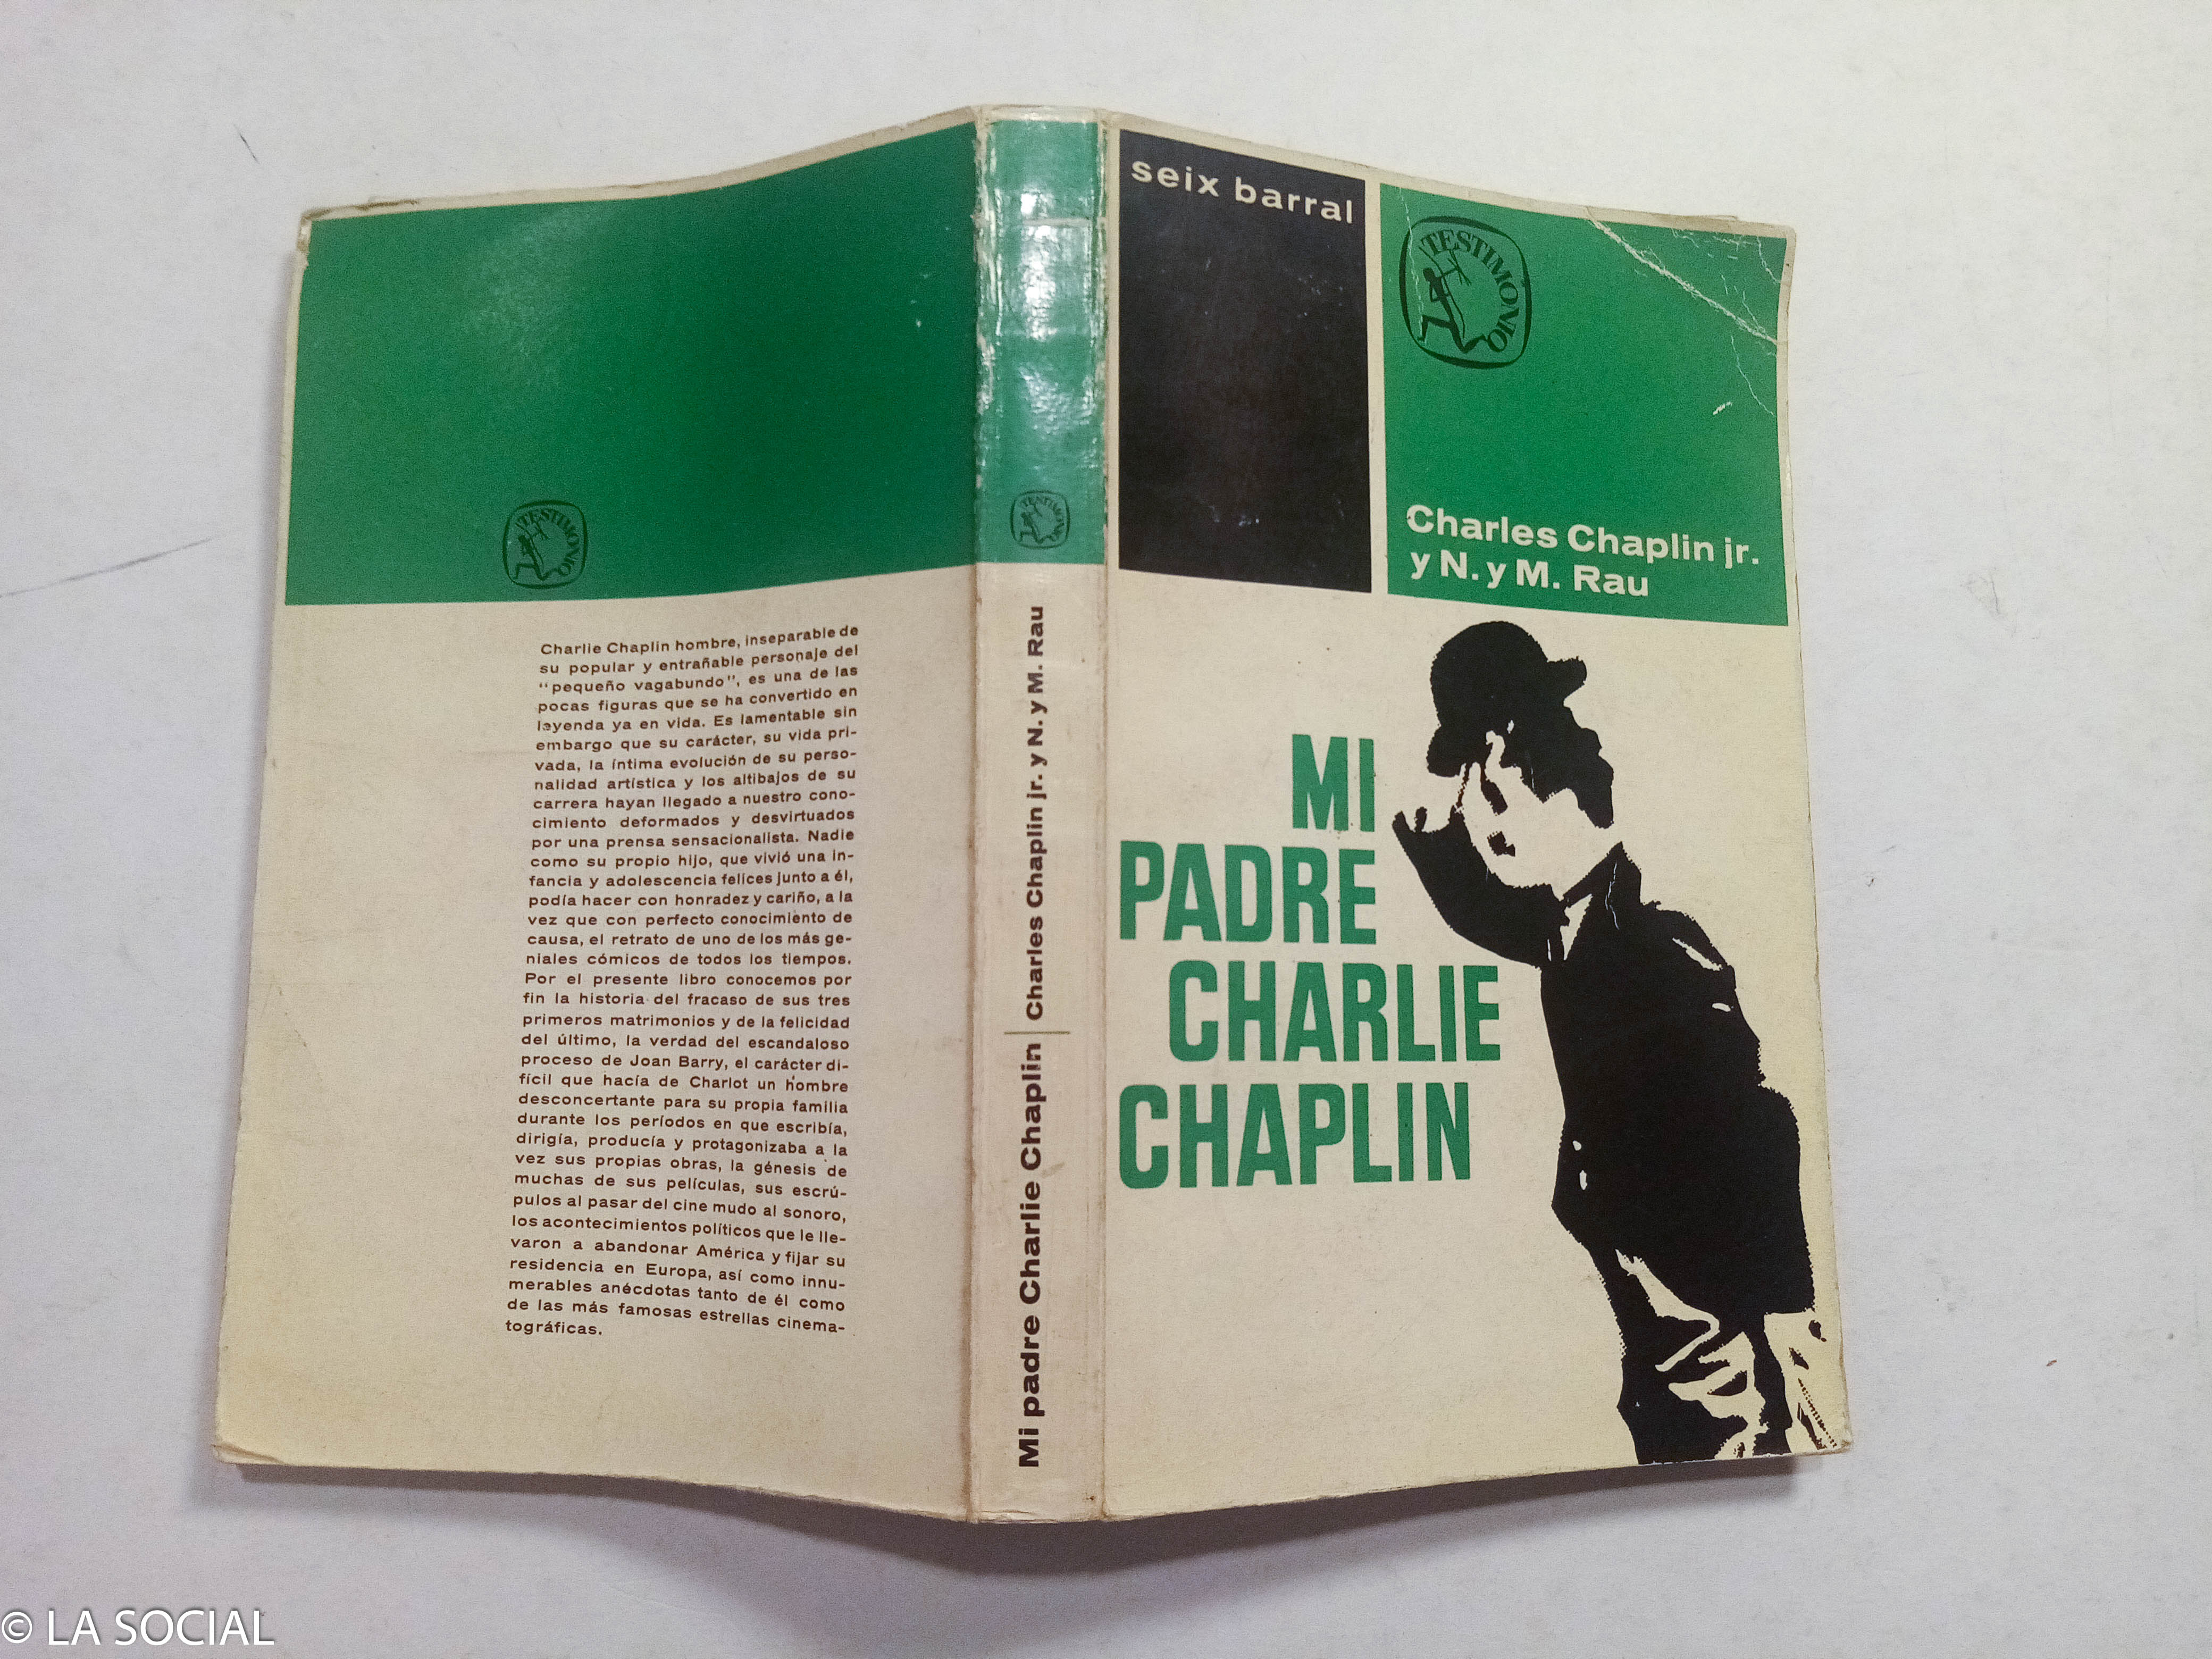 TESTIMONIO
Charlie Chaplin hombre, inseparable de
su popular y entrañable personaje del
"pequeño vagabundo", es una de las
pocas figuras que se ha convertido en
leyenda ya en vida. Es lamentable sin
embargo que su carácter, su vida pri-
vada, la íntima evolución de su perso-
nalidad artística y los altibajos de su
carrera hayan llegado a nuestro cono-
cimiento deformados y desvirtuados
por una prensa sensacionalista. Nadie
como su propio hijo, que vivió una in-
fancia y adolescencia felices junto a él,
podía hacer con honradez y cariño, a la
vez que con perfecto conocimiento de
causa, el retrato de uno de los más ge-
niales cómicos de todos los tiempos.
Por el presente libro conocemos por
fin la historia del fracaso de sus tres
primeros matrimonios y de la felicidad
del último, la verdad del escandaloso
proceso de Joan Barry, el carácter di-
fícil que hacía de Charlot un hombre
desconcertante para su propia familia
durante los períodos en que escribía,
dirigía, producía y protagonizaba a la
vez sus propias obras, la génesis de
muchas de sus películas, sus escrú-
pulos al pasar del cine mudo al sonoro,
los acontecimientos políticos que le lle-
varon a abandonar América y fijar su
residencia en Europa, así como innu-
merables anécdotas tanto de él como
de las más famosas estrellas cinema-
tográficas.
TESTIMONIO
Mi padre Charlie Chaplin | Charles Chaplin jr. y N. y M. Rau
seix barral
TESTIMONIO
Charles Chaplin jr.
y N. y M. Rau
MI
PADRE
CHARLIE
CHAPLIN
© LA SOCIAL